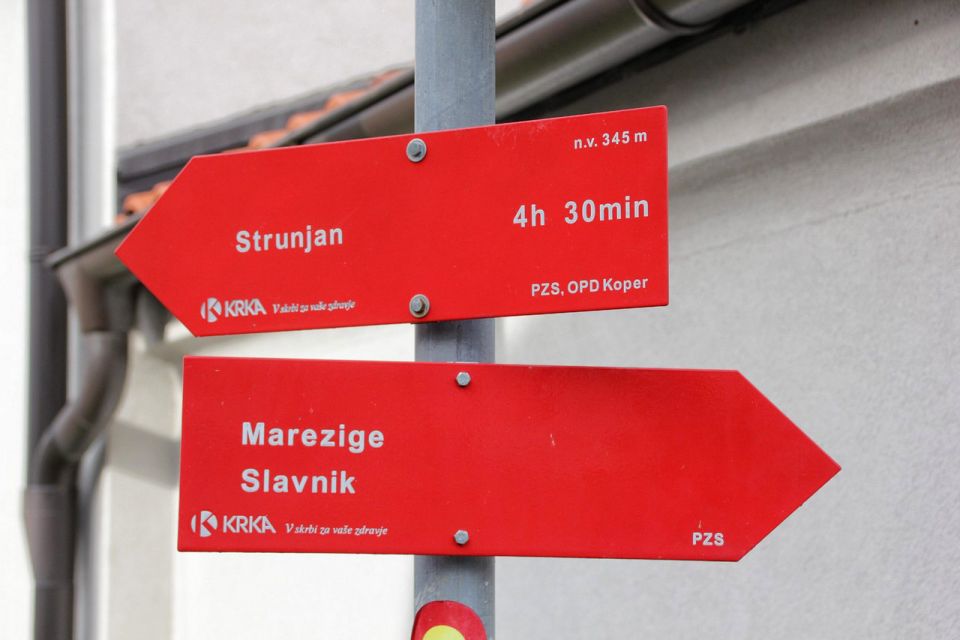 n.v. 345 m
Strunjan 4h 30min
KRKA V skrbi za vaše zdravje PZS, OPD Koper
Marezige
Slavnik
KRKA V skrbi za vaše zdravje PZS